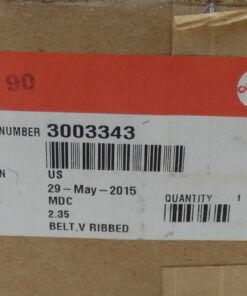 90
NUMBER 3003343
N US
29-May-2015
MDC QUANTITY 1
2.35
BELT,V RIBBED